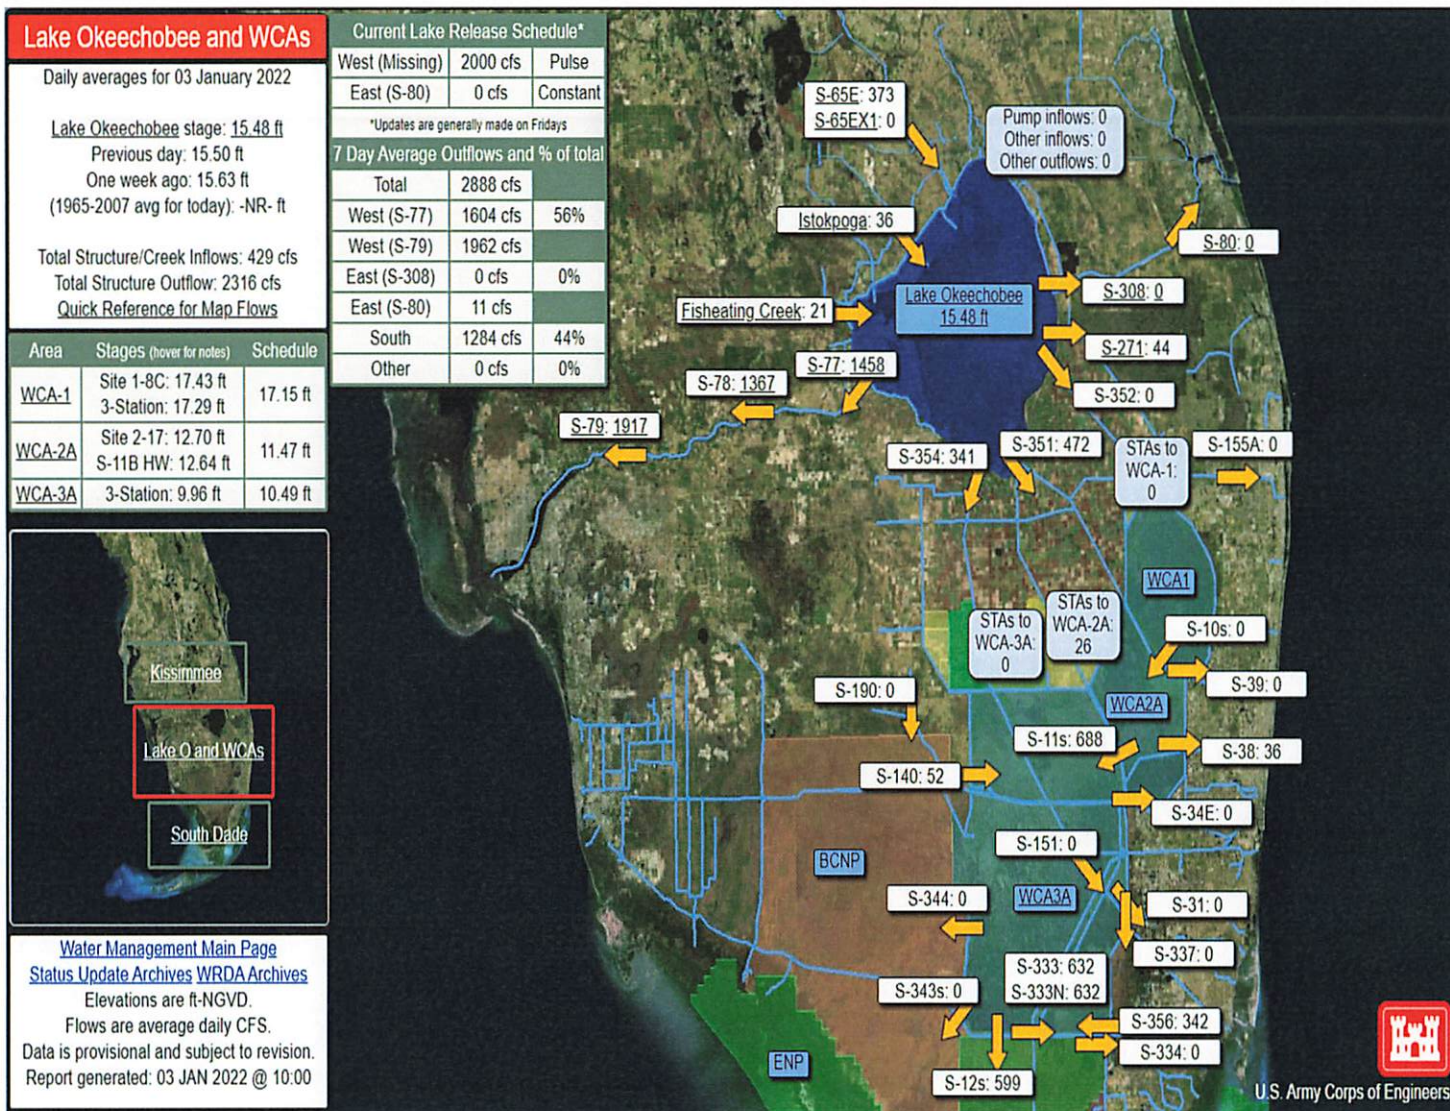 Lake Okeechobee and WCAs
Daily averages for 03 January 2022
Lake Okeechobee stage: 15.48 ft
Previous day: 15.50 ft
One week ago: 15.63 ft
(1965-2007 avg for today): -NR- ft
Total Structure/Creek Inflows: 429 cfs
Total Structure Outflow: 2316 cfs
Quick Reference for Map Flows
Area Stages (hover for notes) Schedule
WCA-1 Site 1-8C: 17.43 ft 17.15 ft
3-Station: 17.29 ft
WCA-2A Site 2-17: 12.70 ft 11.47 ft
S-11B HW: 12.64 ft
WCA-3A 3-Station: 9.96 ft 10.49 ft
Current Lake Release Schedule*
West (Missing) 2000 cfs Pulse
East (S-80) 0 cfs Constant
*Updates are generally made on Fridays
7 Day Average Outflows and % of total
Total 2888 cfs
West (S-77) 1604 cfs 56%
West (S-79) 1962 cfs
East (S-308) 0 cfs 0%
East (S-80) 11 cfs
South 1284 cfs 44%
Other 0 cfs 0%
S-65E: 373
S-65EX1: 0
Pump inflows: 0
Other inflows: 0
Other outflows: 0
Istokpoga: 36
S-80: 0
Fisheating Creek: 21
Lake Okeechobee
15.48 ft
S-308: 0
S-271: 44
S-77: 1458
S-78: 1367
S-352: 0
S-79: 1917
S-354: 341
S-351: 472
STAs to
WCA-1:
0
S-155A: 0
WCA1
STAs to
WCA-3A:
0
STAs to
WCA-2A:
26
S-10s: 0
S-190: 0
S-39: 0
WCA2A
S-11s: 688
S-38: 36
S-140: 52
S-34E: 0
S-151: 0
BCNP
S-344: 0
WCA3A
S-31: 0
S-337: 0
S-333: 632
S-333N: 632
S-343s: 0
S-356: 342
S-334: 0
ENP
S-12s: 599
Kissimmee
Lake O and WCAs
South Dade
Water Management Main Page
Status Update Archives WRDA Archives
Elevations are ft-NGVD.
Flows are average daily CFS.
Data is provisional and subject to revision.
Report generated: 03 JAN 2022 @ 10:00
U.S. Army Corps of Engineers